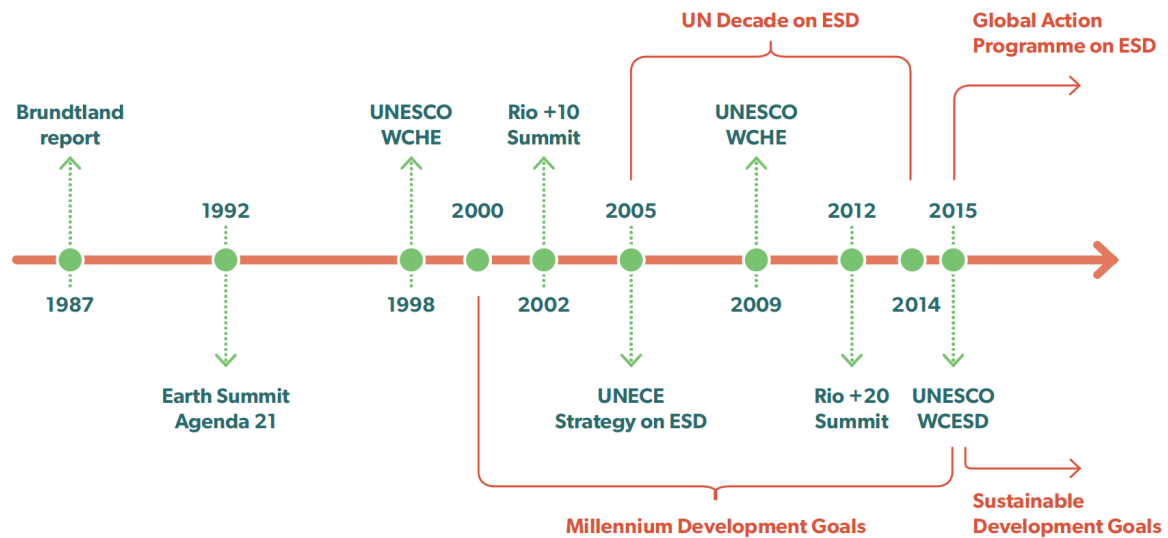 UN Decade on ESD
Global Action
Programme on ESD
Brundtland
report
UNESCO
WCHE
Rio +10
Summit
UNESCO
WCHE
1992
2000
2005
2012
2015
1987
1998
2002
2009
2014
Earth Summit
Agenda 21
UNECE
Strategy on ESD
Rio +20
Summit
UNESCO
WCESD
Millennium Development Goals
Sustainable
Development Goals